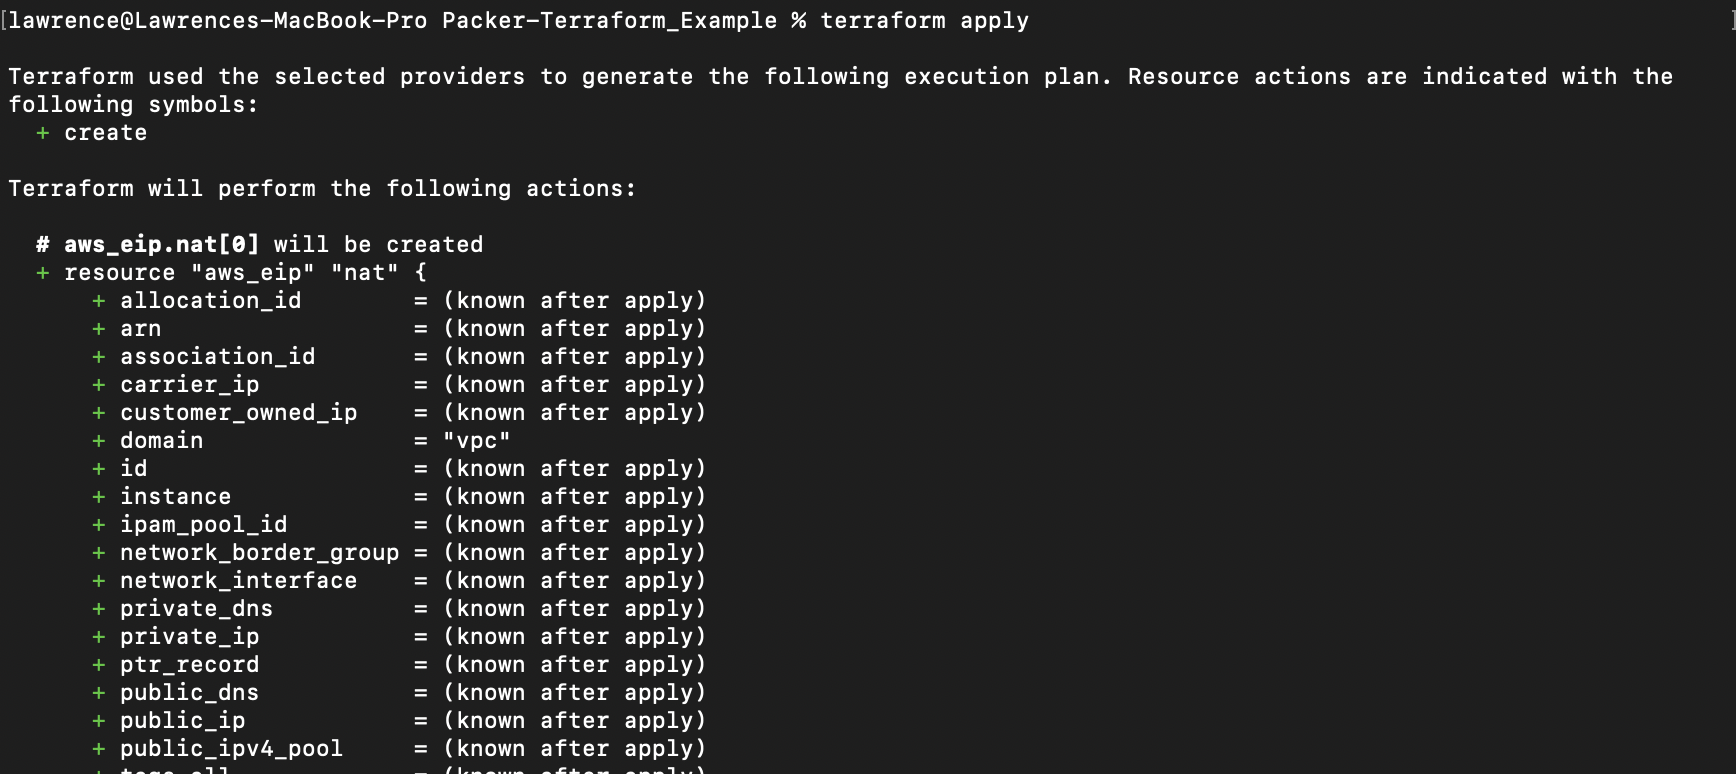 [lawrence@Lawrences-MacBook-Pro Packer-Terraform_Example % terraform apply ]
Terraform used the selected providers to generate the following execution plan. Resource actions are indicated with the
following symbols:
+ create
Terraform will perform the following actions:
# aws_eip.nat[0] will be created
+ resource "aws_eip" "nat" {
+ allocation_id = (known after apply)
+ arn = (known after apply)
+ association_id = (known after apply)
+ carrier_ip = (known after apply)
+ customer_owned_ip = (known after apply)
+ domain = "vpc"
+ id = (known after apply)
+ instance = (known after apply)
+ ipam_pool_id = (known after apply)
+ network_border_group = (known after apply)
+ network_interface = (known after apply)
+ private_dns = (known after apply)
+ private_ip = (known after apply)
+ ptr_record = (known after apply)
+ public_dns = (known after apply)
+ public_ip = (known after apply)
+ public_ipv4_pool = (known after apply)
+ tags_all = (known after apply)